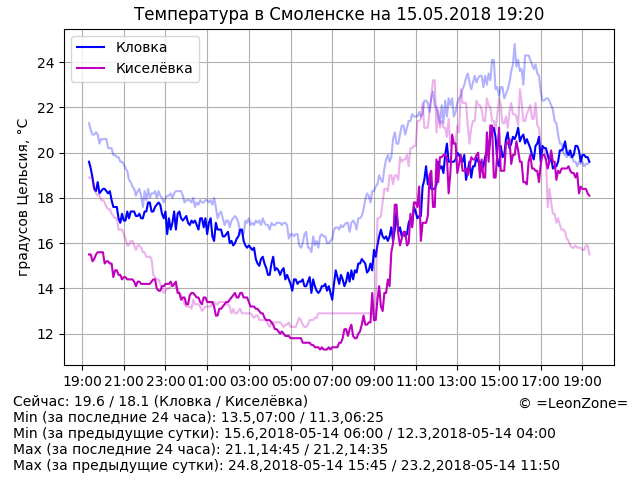 Температура в Смоленске на 15.05.2018 19:20
Кловка
Киселёвка
градусов Цельсия, °C
24
22
20
18
16
14
12
19:00 21:00 23:00 01:00 03:00 05:00 07:00 09:00 11:00 13:00 15:00 17:00 19:00
Сейчас: 19.6 / 18.1 (Кловка / Киселёвка)
© =LeonZone=
Min (за последние 24 часа): 13.5,07:00 / 11.3,06:25
Min (за предыдущие сутки): 15.6,2018-05-14 06:00 / 12.3,2018-05-14 04:00
Max (за последние 24 часа): 21.1,14:45 / 21.2,14:35
Max (за предыдущие сутки): 24.8,2018-05-14 15:45 / 23.2,2018-05-14 11:50